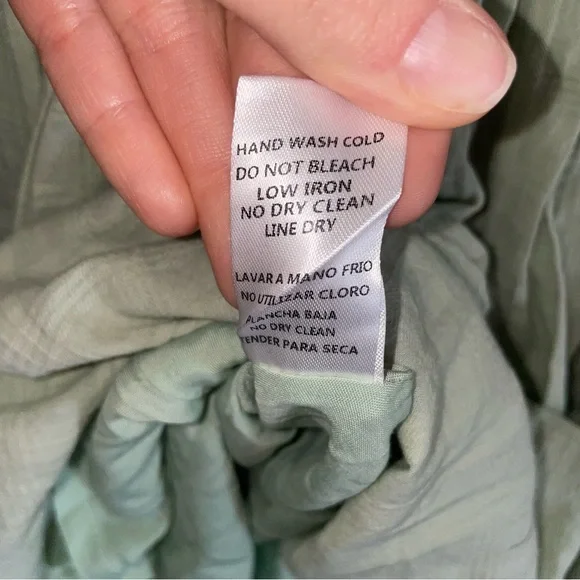 HAND WASH COLD
DO NOT BLEACH
LOW IRON
NO DRY CLEAN
LINE DRY
LAVAR A MANO FRIO
NO UTILIZAR CLORO
PLANCHA BAJA
NO DRY CLEAN
TENDER PARA SECA